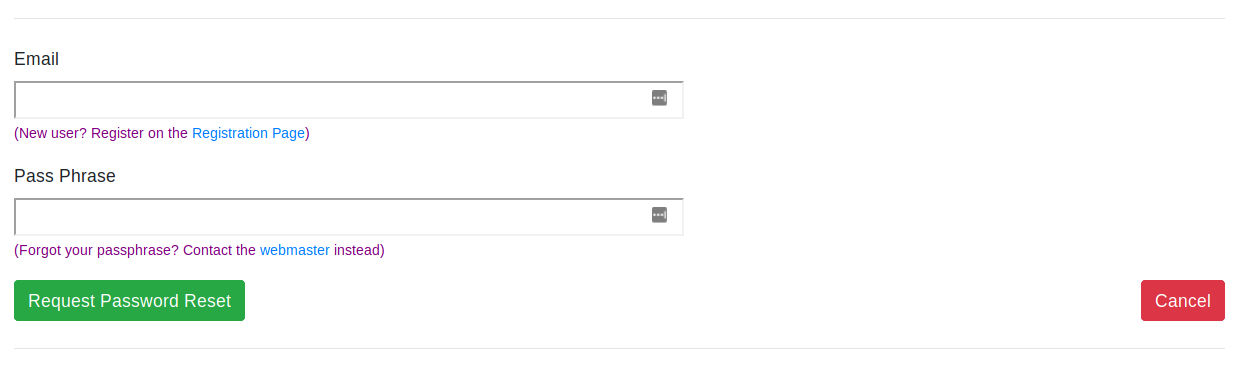 Email
(New user? Register on the Registration Page)
Pass Phrase
(Forgot your passphrase? Contact the webmaster instead)
Request Password Reset
Cancel